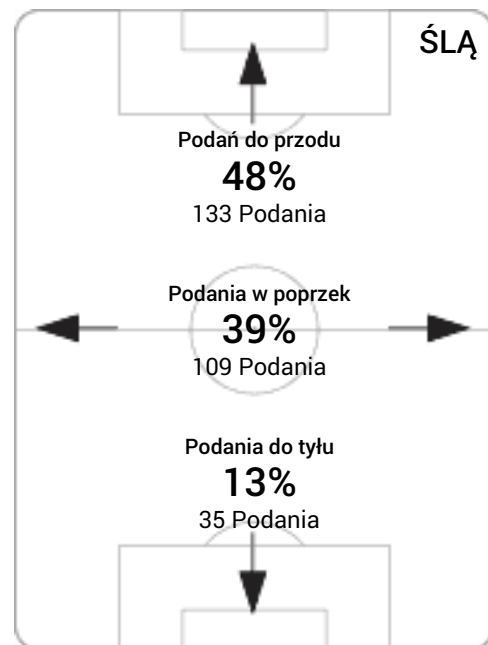 ŚLĄ
Podań do przodu
48%
133 Podania
Podania w poprzek
39%
109 Podania
Podania do tyłu
13%
35 Podania